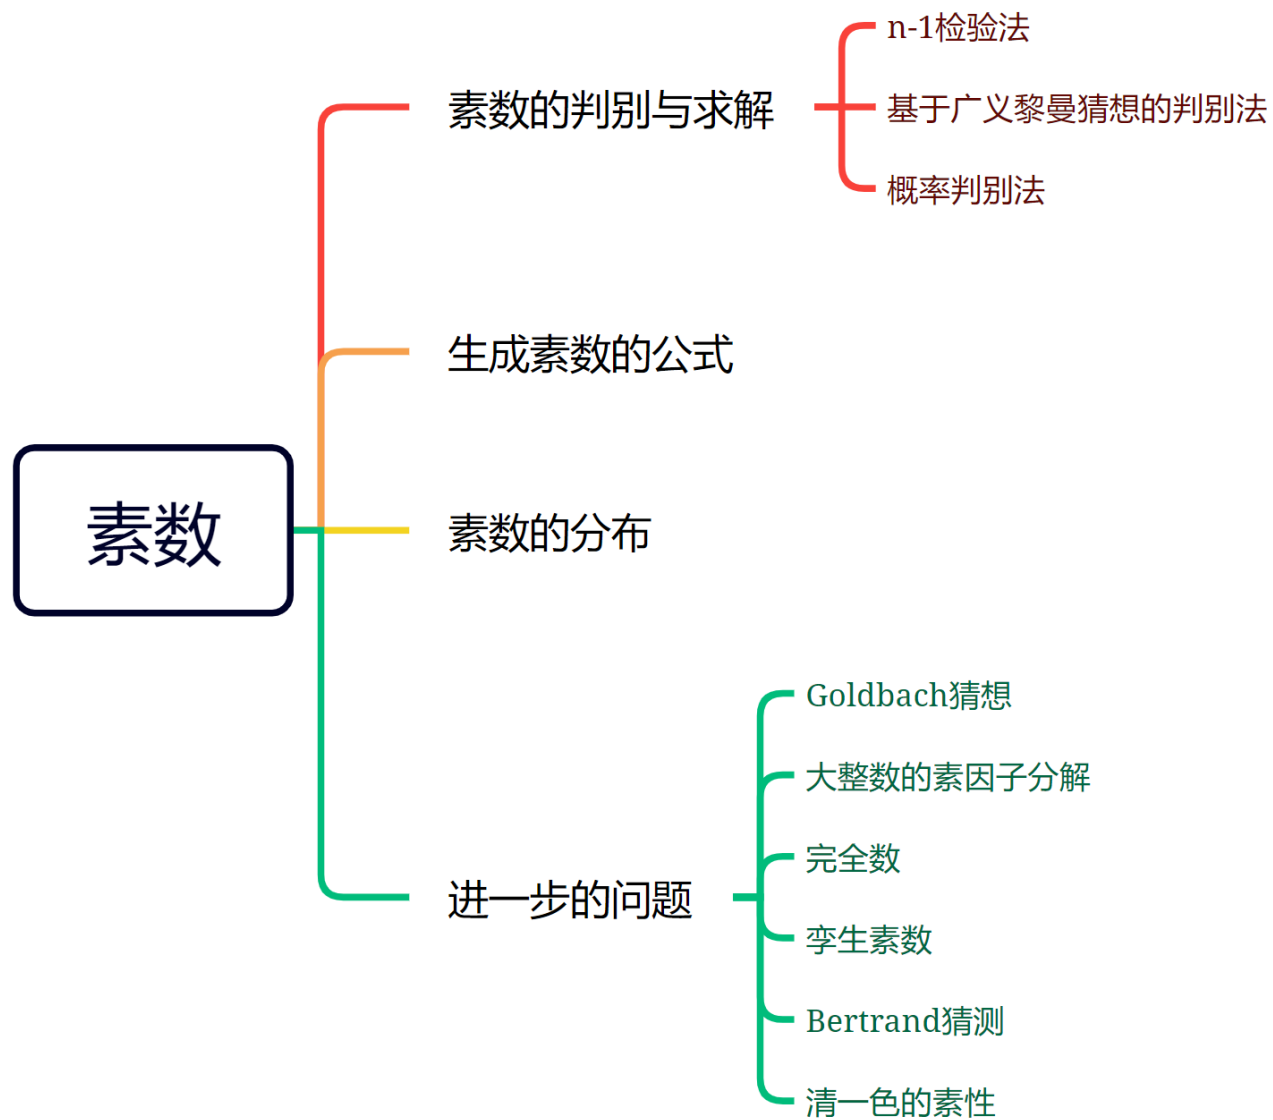 素数
素数的判别与求解
n-1检验法
基于广义黎曼猜想的判别法
概率判别法
生成素数的公式
素数的分布
进一步的问题
Goldbach猜想
大整数的素因子分解
完全数
孪生素数
Bertrand猜测
清一色的素性